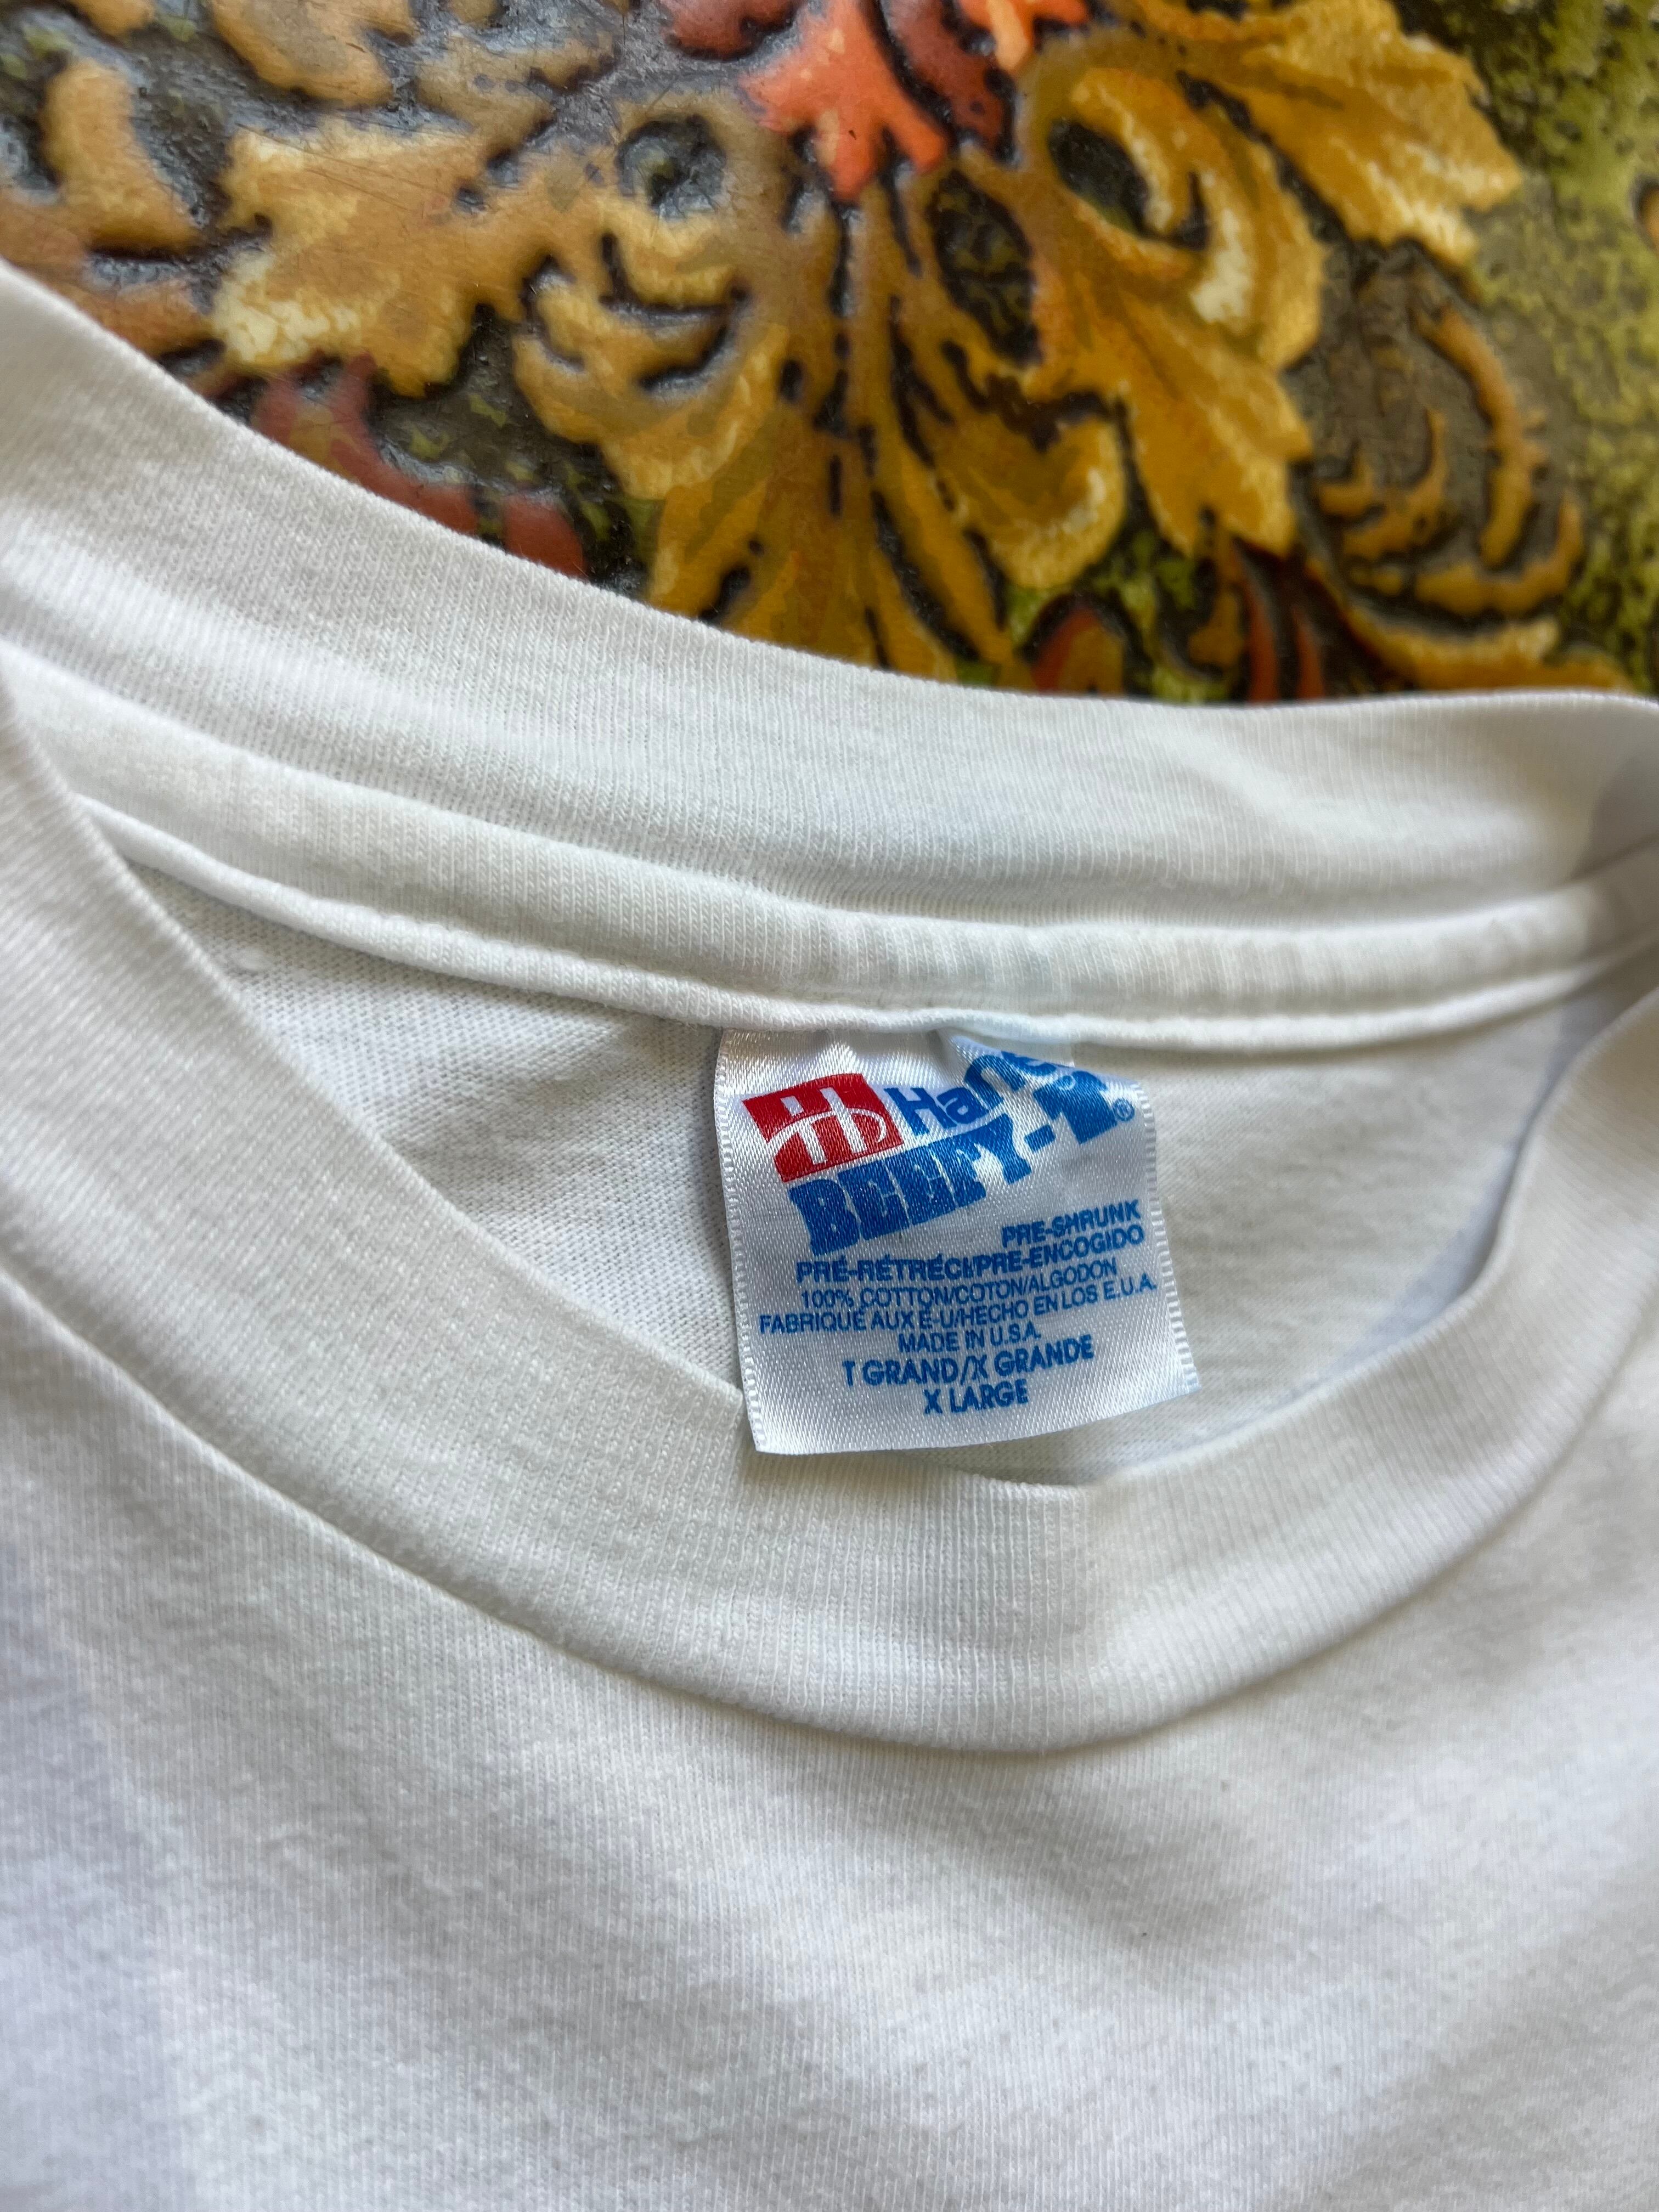 Hanes
BEEFY-T®
PRE-SHRUNK
PRÉ-RÉTRÉCI/PRE-ENCOGIDO
100% COTTON/COTON/ALGODON
FABRIQUÉ AUX É-U/HECHO EN LOS E.U.A.
MADE IN U.S.A.
T GRAND/X GRANDE
X LARGE